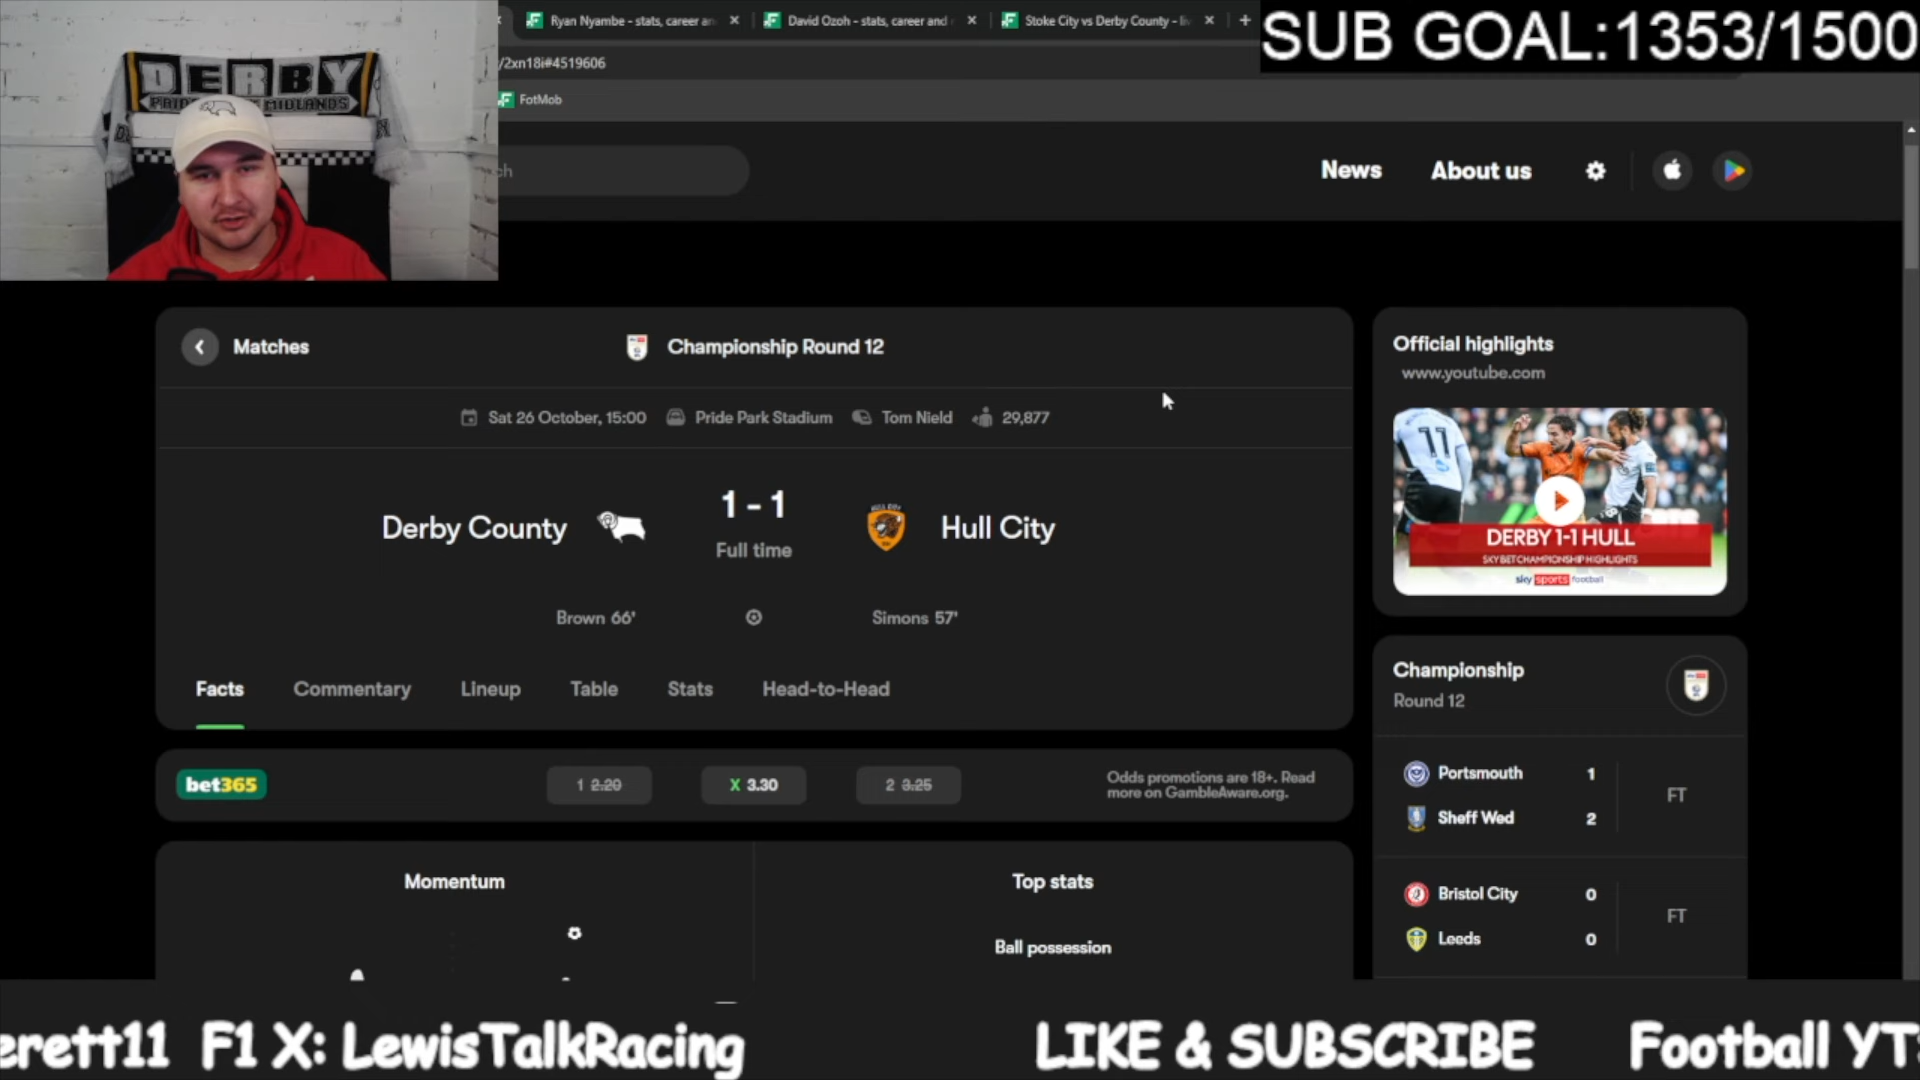 Ryan Nyambe - stats, career an
David Ozoh - stats, career and
Stoke City vs Derby County - li
SUB GOAL:1353/1500
/2xn18i#4519606
FotMob
DERBY
MIDLANDS
ch
News
About us
Matches
Championship Round 12
Sat 26 October, 15:00
Pride Park Stadium
Tom Nield
29,877
Derby County
1 - 1
Full time
Hull City
Brown 66'
Simons 57'
Facts
Commentary
Lineup
Table
Stats
Head-to-Head
bet365
1 2.20
X 3.30
2 3.25
Odds promotions are 18+. Read
more on GambleAware.org.
Momentum
Top stats
Ball possession
Official highlights
www.youtube.com
11
DERBY 1-1 HULL
SKY BET CHAMPIONSHIP HIGHLIGHTS
sky sports football
Championship
Round 12
Portsmouth 1
Sheff Wed 2
FT
Bristol City 0
Leeds 0
FT
erett11 F1 X: LewisTalkRacing LIKE & SUBSCRIBE Football YT: